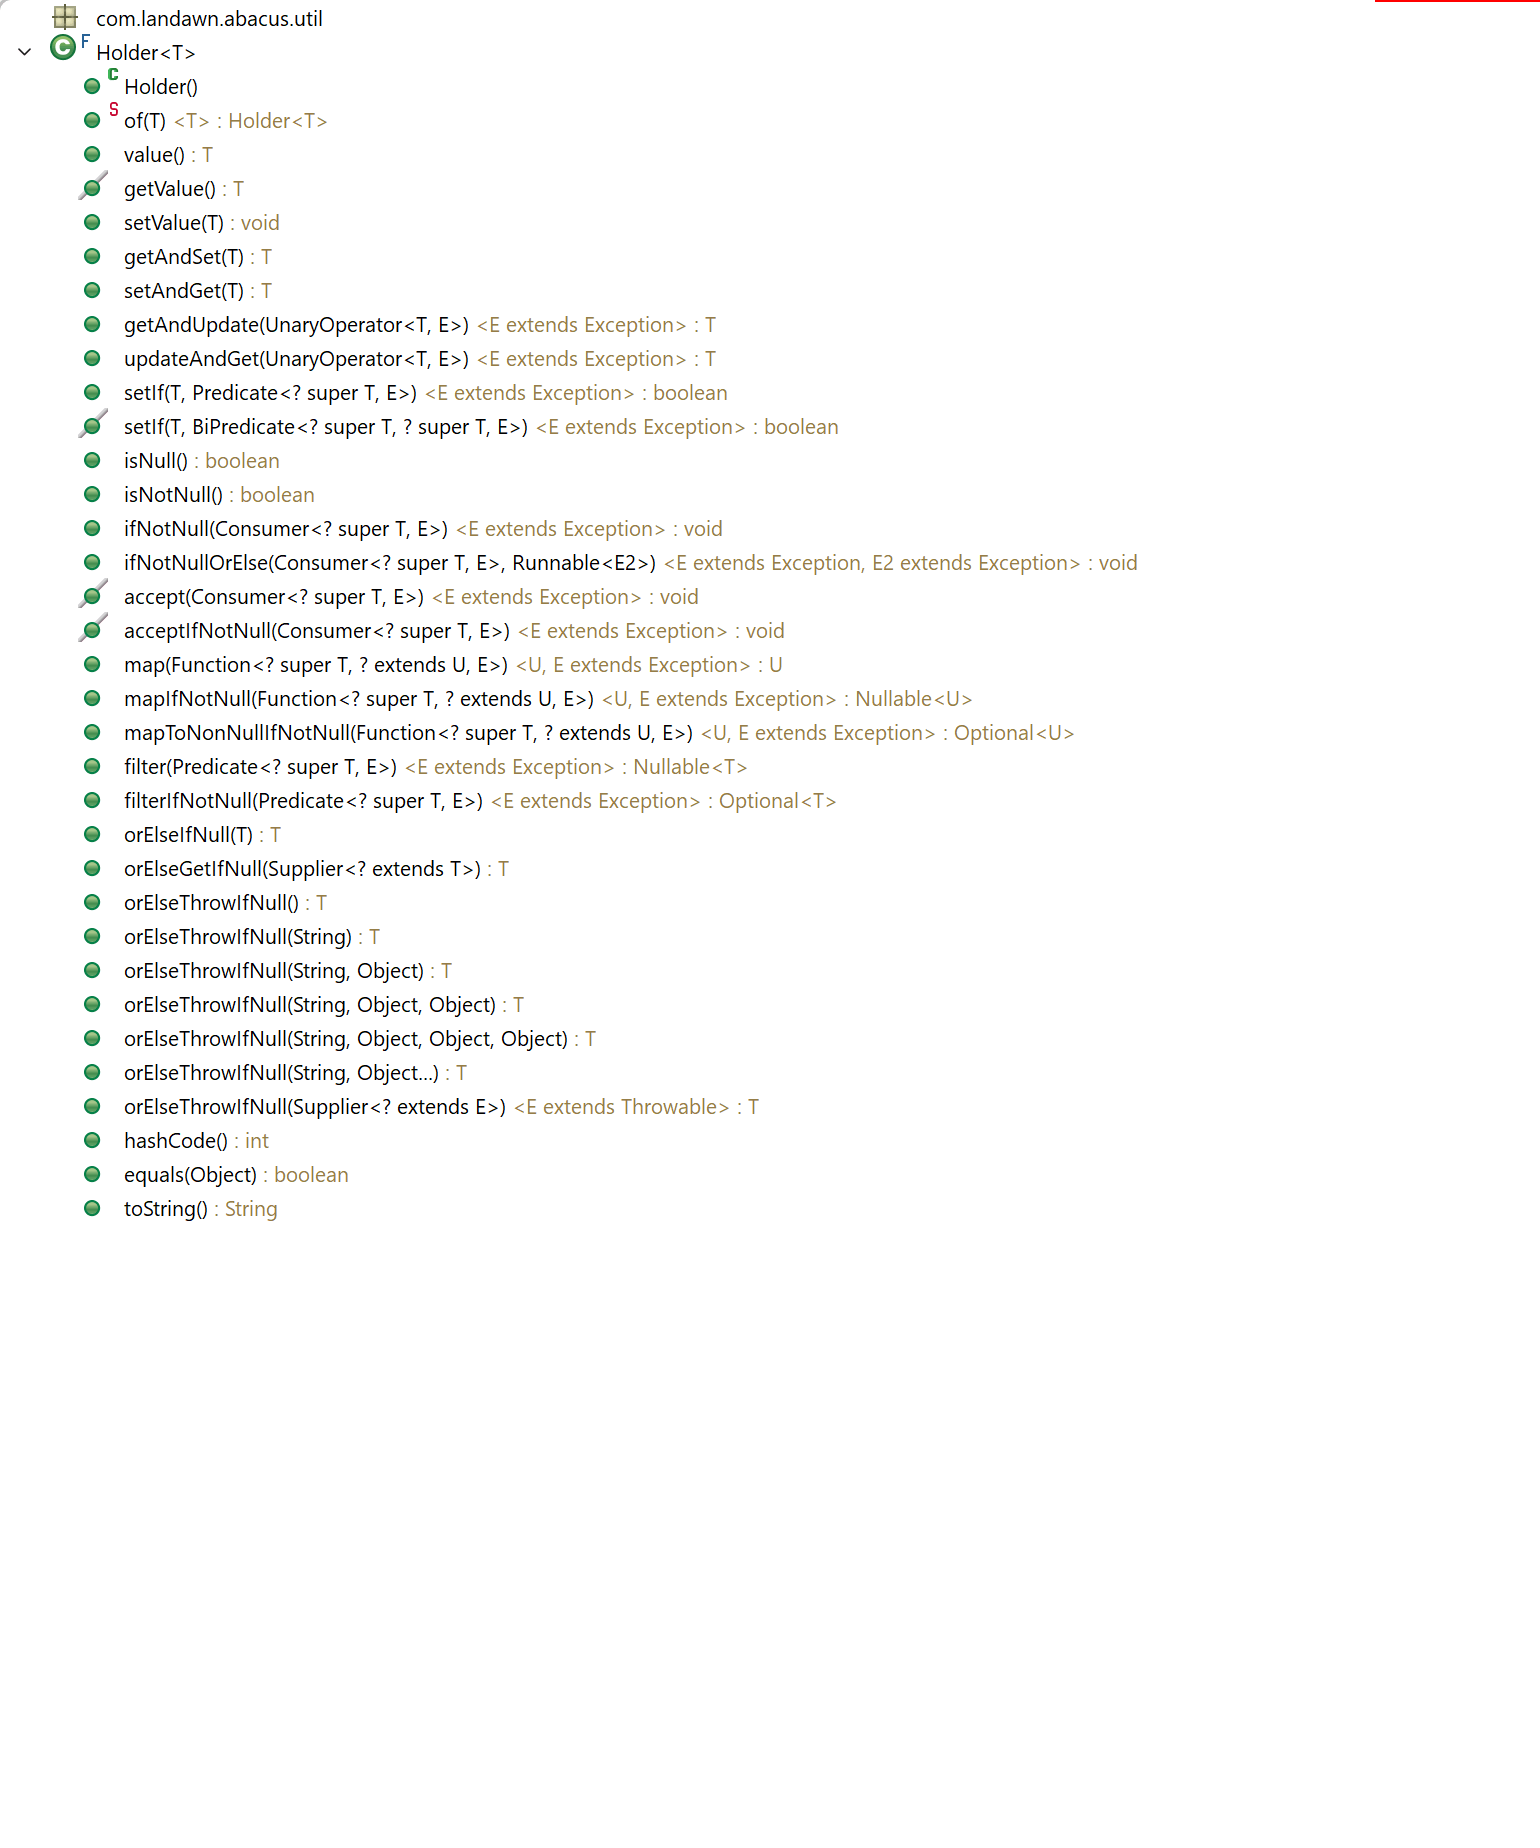 com.landawn.abacus.util
F
Holder<T>
C
Holder()
S
of(T) <T> : Holder<T>
value() : T
getValue() : T
setValue(T) : void
getAndSet(T) : T
setAndGet(T) : T
getAndUpdate(UnaryOperator<T, E>) <E extends Exception> : T
updateAndGet(UnaryOperator<T, E>) <E extends Exception> : T
setIf(T, Predicate<? super T, E>) <E extends Exception> : boolean
setIf(T, BiPredicate<? super T, ? super T, E>) <E extends Exception> : boolean
isNull() : boolean
isNotNull() : boolean
ifNotNull(Consumer<? super T, E>) <E extends Exception> : void
ifNotNullOrElse(Consumer<? super T, E>, Runnable<E2>) <E extends Exception, E2 extends Exception> : void
accept(Consumer<? super T, E>) <E extends Exception> : void
acceptIfNotNull(Consumer<? super T, E>) <E extends Exception> : void
map(Function<? super T, ? extends U, E>) <U, E extends Exception> : U
mapIfNotNull(Function<? super T, ? extends U, E>) <U, E extends Exception> : Nullable<U>
mapToNonNullIfNotNull(Function<? super T, ? extends U, E>) <U, E extends Exception> : Optional<U>
filter(Predicate<? super T, E>) <E extends Exception> : Nullable<T>
filterIfNotNull(Predicate<? super T, E>) <E extends Exception> : Optional<T>
orElseIfNull(T) : T
orElseGetIfNull(Supplier<? extends T>) : T
orElseThrowIfNull() : T
orElseThrowIfNull(String) : T
orElseThrowIfNull(String, Object) : T
orElseThrowIfNull(String, Object, Object) : T
orElseThrowIfNull(String, Object, Object, Object) : T
orElseThrowIfNull(String, Object...) : T
orElseThrowIfNull(Supplier<? extends E>) <E extends Throwable> : T
hashCode() : int
equals(Object) : boolean
toString() : String